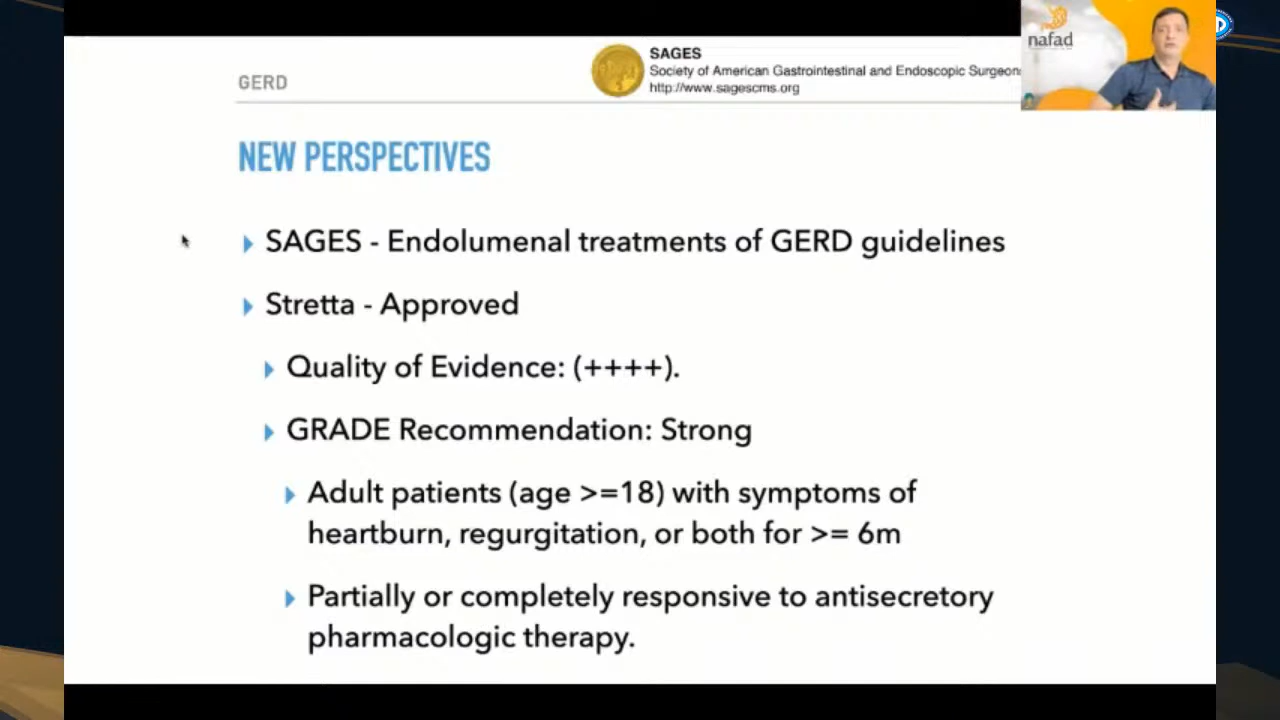 SAGES
GERD
Society of American Gastrointestinal and Endoscopic Surgeon
http://www.sagescms.org
nafad
NEW PERSPECTIVES
SAGES - Endolumenal treatments of GERD guidelines
Stretta - Approved
Quality of Evidence: (++++).
GRADE Recommendation: Strong
Adult patients (age >=18) with symptoms of
heartburn, regurgitation, or both for >= 6m
Partially or completely responsive to antisecretory
pharmacologic therapy.